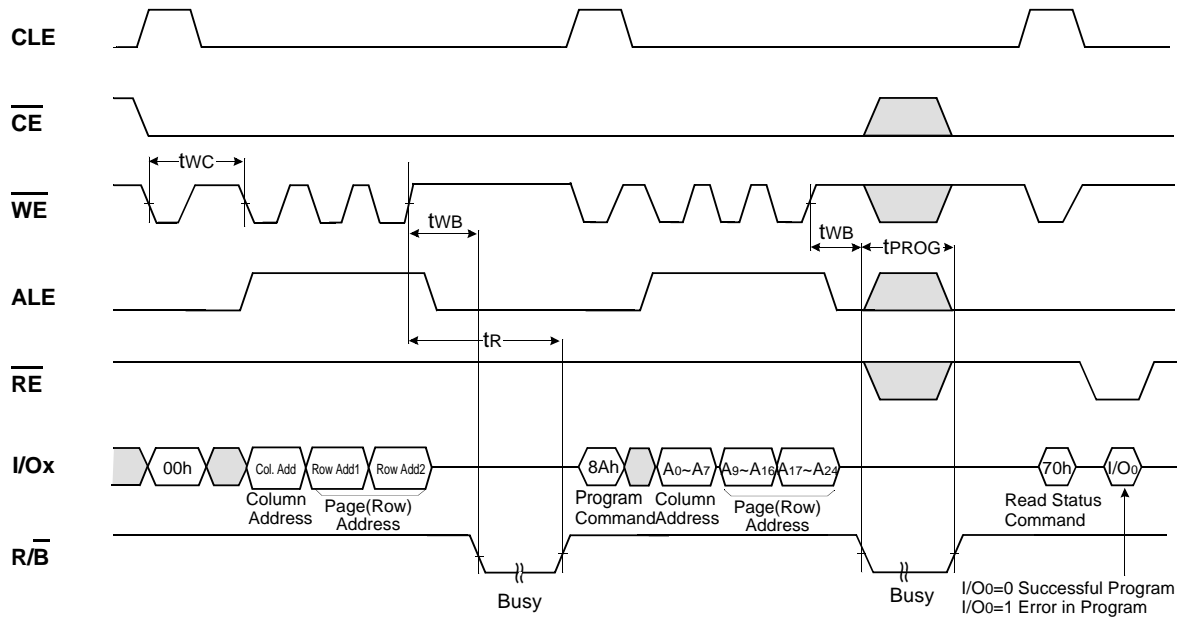 CLE
CE
tWC
WE
tWB
tWB
tPROG
ALE
tR
RE
I/Ox
00h
Col. Add
Row Add1
Row Add2
8Ah
A0~A7
A9~A16
A17~A24
70h
I/O0
Column
Address
Page(Row)
Address
Program
Command
Column
Address
Page(Row)
Address
Read Status
Command
R/B
Busy
Busy
I/O0=0 Successful Program
I/O0=1 Error in Program